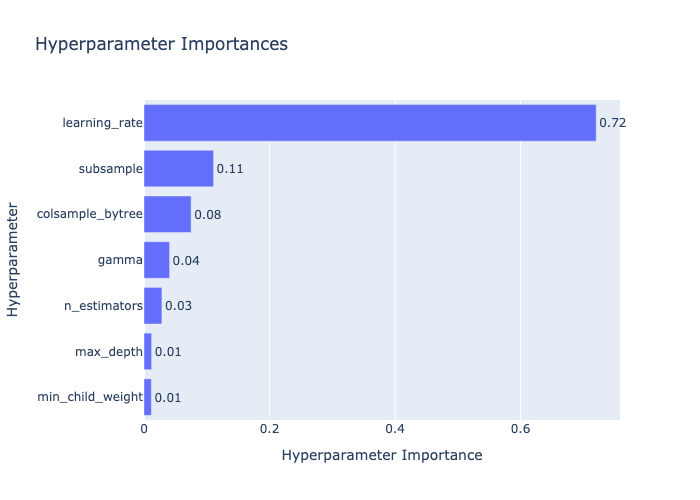 Hyperparameter Importances
Hyperparameter
learning_rate 0.72
subsample 0.11
colsample_bytree 0.08
gamma 0.04
n_estimators 0.03
max_depth 0.01
min_child_weight 0.01
0 0.2 0.4 0.6
Hyperparameter Importance